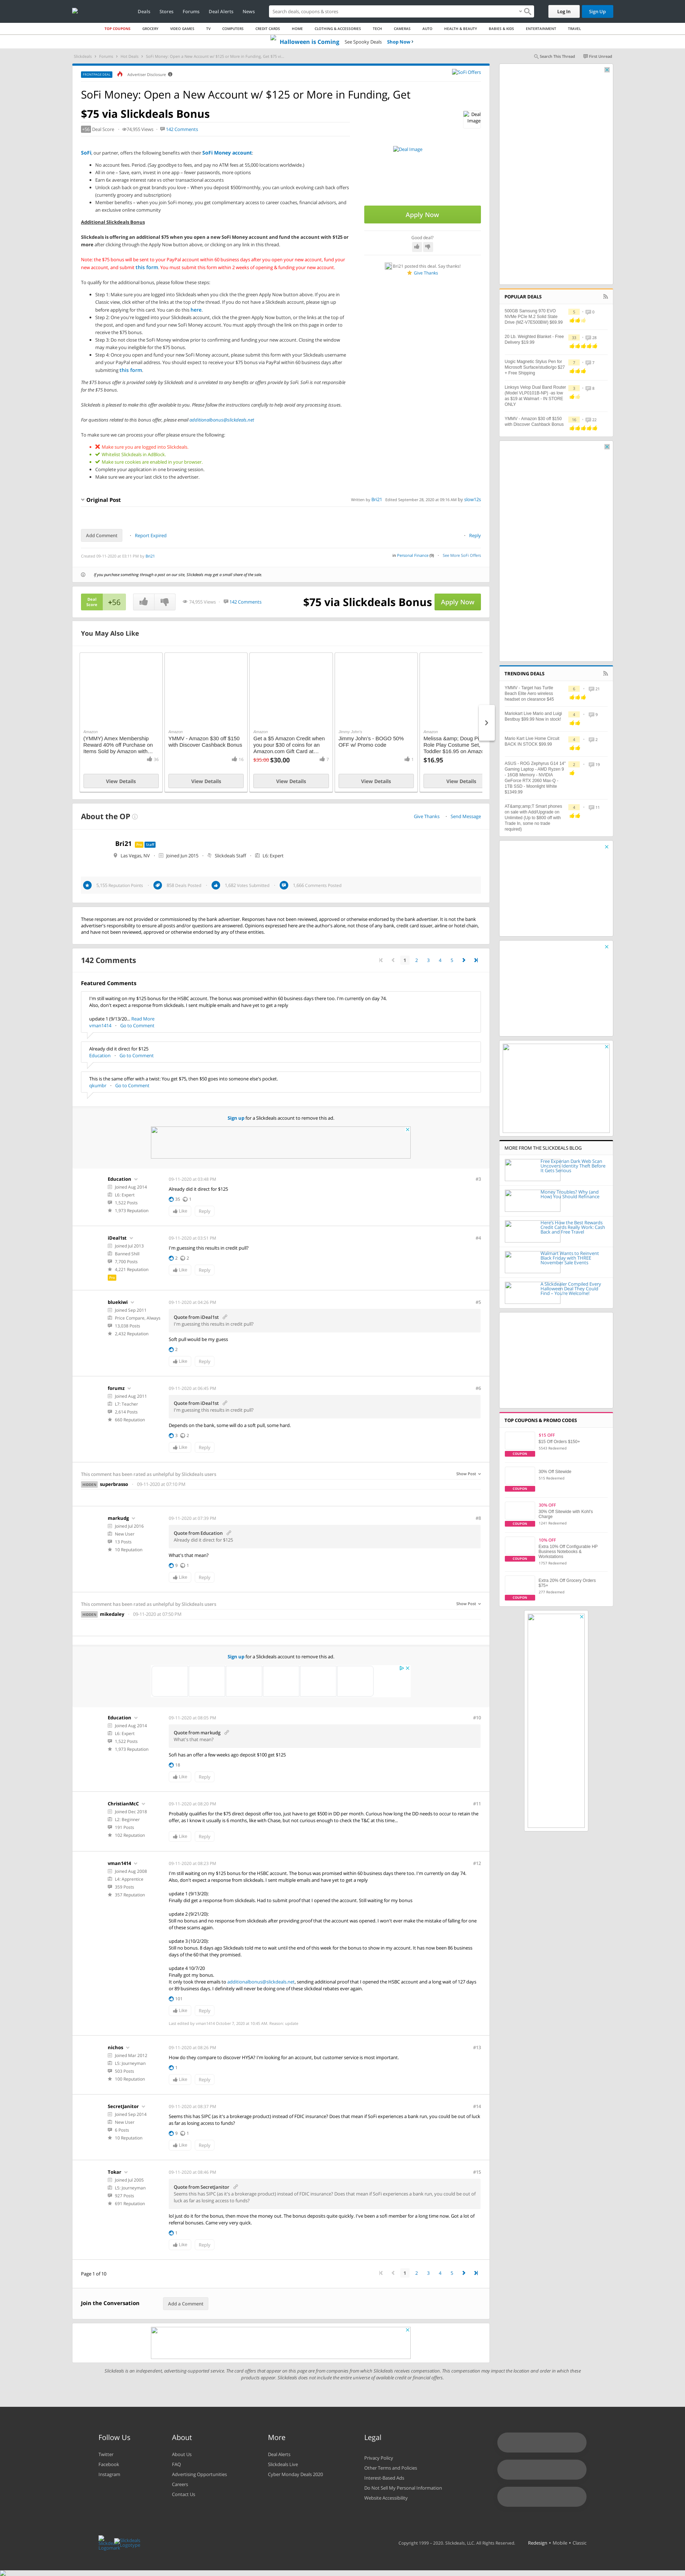 Deals
Stores
Forums
Deal Alerts
News
Search deals, coupons & stores
Log In
Sign Up
TOP COUPONS
GROCERY
VIDEO GAMES
TV
COMPUTERS
CREDIT CARDS
HOME
CLOTHING & ACCESSORIES
TECH
CAMERAS
AUTO
HEALTH & BEAUTY
BABIES & KIDS
ENTERTAINMENT
TRAVEL
Halloween is Coming See Spooky Deals Shop Now
Search This Thread
First Unread
FRONTPAGE DEAL
Advertiser Disclosure
SoFi Offers
SoFi Money: Open a New Account w/ $125 or More in Funding, Get
$75 via Slickdeals Bonus
+56 Deal Score
74,955 Views
142 Comments
Deal Image
Deal Image
SoFi, our partner, offers the following benefits with their SoFi Money account:
No account fees. Period. (Say goodbye to fees, and pay no ATM fees at 55,000 locations worldwide.)
All in one – Save, earn, invest in one app – fewer passwords, more options
Earn 6x average interest rate vs other transactional accounts
Unlock cash back on great brands you love – When you deposit $500/monthly, you can unlock evolving cash back offers (currently grocery and subscription)
Member benefits – when you join SoFi money, you get complimentary access to career coaches, financial advisors, and an exclusive online community
Additional Slickdeals Bonus
Slickdeals is offering an additional $75 when you open your new account and fund the account with $125 or more after clicking through the Apply Now button above, or through any link in this thread.
Note: the $75 bonus will be sent to your PayPal account within 60 business days after you open your new account, fund your new account, and submit this form. You must submit this form within 2 weeks of opening & funding your new account.
To qualify for the additional bonus, please follow these steps:
Step 1: Make sure you are logged into Slickdeals when you click the green Apply Now button above. If you are in Classic view, click the blue offer links at the top of the thread. If you do not have a Slickdeals account, please sign up before applying for this card. You can send your new Slickdeals account you do this here.
Step 2: Once you're logged into your Slickdeals account, click the green Apply Now button above, or the blue links at the top of this post, and fund your new SoFi Money account. You must apply through the links on this page in order to receive the $75 bonus.
Step 3: Do not close the SoFi Money website prior to confirming you opened and funded the account. Closing the window may make you ineligible for the $75 bonus.
Step 4: Once you open and fund your new SoFi Money account, please submit this form with your Slickdeals username and your PayPal email address. You would expect to see the $75 bonus in your PayPal account within 60 business days after submitting this form.
The $75 bonus offer is provided solely by Slickdeals and is unrelated to any benefits or offers provide by SoFi. SoFi is not responsible for the $75 bonus.
Slickdeals is pleased to make this offer available to you. Please follow the instructions carefully to help avoid any processing issues.
For questions related to this bonus offer, please email additionalbonus@slickdeals.net
To make sure we can process your offer please ensure the following:
Make sure you are logged into Slickdeals.
Whitelist Slickdeals in AdBlock.
Make sure cookies are enabled in your browser.
Complete your application in one browsing session.
Make sure we are your last click to the advertiser.
Apply Now
Good deal?
Bri21 posted this deal. Say thanks!
Give Thanks
Original Post
Written by Bri21 Edited September 28, 2020 at 09:16 AM by slow12s
Add Comment
Report Expired
Reply
Created 09-11-2020 at 03:11 PM by Bri21
in Personal Finance (9)
See More SoFi Offers
If you purchase something through a post on our site, Slickdeals may get a small share of the sale.
Deal Score
+56
74,955 Views
142 Comments
$75 via Slickdeals Bonus
Apply Now
You May Also Like
Amazon
(YMMV) Amex Membership Reward 40% off Purchase on Items Sold by Amazon with...
View Details
Amazon
YMMV - Amazon $30 off $150 with Discover Cashback Bonus
View Details
Amazon
Get a $5 Amazon Credit when you pour $30 of coins for an Amazon.com Gift Card at...
$35.00 $30.00
View Details
Jimmy John's
Jimmy John's - BOGO 50% OFF w/ Promo code
View Details
Amazon
Melissa & Doug
Role Play Costume Set,
Toddler $16.95 on Amazon
$16.95
View Details
About the OP
Give Thanks
Send Message
Bri21 Pro Staff
Las Vegas, NV
Joined Jun 2015
Slickdeals Staff
L6: Expert
5,155 Reputation Points
858 Deals Posted
1,682 Votes Submitted
1,666 Comments Posted
These responses are not provided or commissioned by the bank advertiser. Responses have not been reviewed, approved or otherwise endorsed by the bank advertiser. It is not the bank advertiser's responsibility to ensure all posts and/or questions are answered. Opinions expressed here are the author's alone, not those of any bank, credit card issuer, airline or hotel chain, and have not been reviewed, approved or otherwise endorsed by any of these entities.
142 Comments
1 2 3 4 5
Featured Comments
I'm still waiting on my $125 bonus for the HSBC account. The bonus was promised within 60 business days there too. I'm currently on day 74.
Also, don't expect a response from slickdeals. I sent multiple emails and have yet to get a reply
update 1 (9/13/20... Read More
vman1414 Go to Comment
Already did it direct for $125
Education Go to Comment
This is the same offer with a twist: You get $75, then $50 goes into someone else's pocket.
qkumbr Go to Comment
Sign up for a Slickdeals account to remove this ad.
Education
Joined Aug 2014
L6: Expert
1,522 Posts
1,973 Reputation
09-11-2020 at 03:48 PM
#3
Already did it direct for $125
Like Reply
iDeal1st
Joined Jul 2013
Banned Shill
7,700 Posts
4,221 Reputation
Pro
09-11-2020 at 03:51 PM
#4
I'm guessing this results in credit pull?
2 2
Like Reply
bluekiwi
Joined Sep 2011
Price Compare, Always
13,038 Posts
2,432 Reputation
09-11-2020 at 04:26 PM
#5
Quote from iDeal1st
I'm guessing this results in credit pull?
Soft pull would be my guess
2
Like Reply
forumz
Joined Aug 2011
L7: Teacher
2,614 Posts
660 Reputation
09-11-2020 at 06:45 PM
#6
Quote from iDeal1st
I'm guessing this results in credit pull?
Depends on the bank, some will do a soft pull, some hard.
3 2
Like Reply
This comment has been rated as unhelpful by Slickdeals users
Show Post
HIDDEN superbrasso 09-11-2020 at 07:10 PM
markudg
Joined Jul 2016
New User
13 Posts
10 Reputation
09-11-2020 at 07:39 PM
#8
Quote from Education
Already did it direct for $125
What's that mean?
9 1
Like Reply
This comment has been rated as unhelpful by Slickdeals users
Show Post
HIDDEN mikedaley 09-11-2020 at 07:50 PM
Sign up for a Slickdeals account to remove this ad.
Education
Joined Aug 2014
L6: Expert
1,522 Posts
1,973 Reputation
09-11-2020 at 08:05 PM
#10
Quote from markudg
What's that mean?
Sofi has an offer a few weeks ago deposit $100 get $125
18
Like Reply
ChristianMcC
Joined Dec 2018
L2: Beginner
191 Posts
102 Reputation
09-11-2020 at 08:20 PM
#11
Probably qualifies for the $75 direct deposit offer too, just have to get $500 in DD per month. Curious how long the DD needs to occur to retain the offer, as I know it usually is 6 months, like with Chase, but not curious enough to check the T&C at this time...
Like Reply
vman1414
Joined Aug 2008
L4: Apprentice
359 Posts
357 Reputation
09-11-2020 at 08:23 PM
#12
I'm still waiting on my $125 bonus for the HSBC account. The bonus was promised within 60 business days there too. I'm currently on day 74.
Also, don't expect a response from slickdeals. I sent multiple emails and have yet to get a reply
update 1 (9/13/20):
Finally did get a response from slickdeals. Had to submit proof that I opened the account. Still waiting for my bonus
update 2 (9/21/20):
Still no bonus and no response from slickdeals after offering proof of my account creation that was supposed to be expedited. I won't ever make the mistake of falling for one of these scams again.
update 3 (10/2/20):
Still no bonus. 8 days ago Slickdeals told me to wait until the end of this week for the bonus to show in my account. It has now been 86 business days of the 60 that they promised.
update 4 10/7/20
Finally got my bonus.
It only took three emails to additionalbonus@slickdeals.net, sending additional proof that I opened the HSBC account and a long wait of 127 days or 89 business days. I definitely will never be doing one of these slickdeal rebates ever again.
Like Reply
Last edited by vman1414 October 7, 2020 at 10:56 AM. Reason: update
nichos
Joined Mar 2012
L5: Journeyman
503 Posts
100 Reputation
09-11-2020 at 08:26 PM
#13
How do they compare to discover HYSA? I'm looking for an account, but customer service is most important.
1
Like Reply
SecretJanitor
Joined Sep 2014
New User
6 Posts
10 Reputation
09-11-2020 at 08:37 PM
#14
Seems this has SIPC (as it's a brokerage product) instead of FDIC insurance? Does that mean if SoFi experiences a bank run, you could be out of luck as far as losing access to funds?
9 1
Like Reply
Tokar
Joined Jul 2005
L5: Journeyman
927 Posts
691 Reputation
09-11-2020 at 08:46 PM
#15
Quote from SecretJanitor
Seems this has SIPC (as it's a brokerage product) instead of FDIC insurance? Does that mean if SoFi experiences a bank run, you could be out of luck as far as losing access to funds?
lol just do it for the bonus, then move the money out. The bonus deposits quite quickly. I've been a sofi member for a long time now. Got a lot of referral bonuses. Came very very quick.
1
Like Reply
Page 1 of 10
1 2 3 4 5
Join the Conversation
Add a Comment
POPULAR DEALS
500GB Samsung 970 EVO NVMe PCIe M.2 Solid State Drive (MZ-V7E500BW) $69.99
20 Lb. Weighted Blanket - Free Delivery $19.99
Uogic Magnetic Stylus Pen for Microsoft Surface/studio/go $27 + Free Shipping
Linksys Velop Dual Band Router (Model VLP0101B-NP) -as low as $19 at Walmart - IN STORE ONLY
YMMV - Amazon $30 off $150 with Discover Cashback Bonus
TRENDING DEALS
YMMV - Target has Turtle Beach Elite Aero wireless headset on clearance $45
Mariokart Live Mario and Luigi Bestbuy $99.99 Now in stock!
Mario Kart Live Home Circuit BACK IN STOCK $99.99
ASUS - ROG Zephyrus G14 14" Gaming Laptop - AMD Ryzen 9 - 16GB Memory - NVIDIA GeForce RTX 2060 Max-Q - 1TB SSD - Moonlight White $1349.99
AT&amp;amp;T Smart phones on sale with Add/Upgrade on Unlimited (Up to $800 off with Trade In, some no trade required)
MORE FROM THE SLICKDEALS BLOG
Free Experian Dark Web Scan Uncovers Identity Theft Before It Gets Serious
Money Troubles? Why (and How) You Should Refinance
Here's How the Best Rewards Credit Cards Really Work: Cash Back and Free Travel
Walmart Wants to Reinvent Black Friday with THREE November Sale Events
A Slickdealer Compiled Every Halloween Deal They Could Find – You're Welcome!
TOP COUPONS & PROMO CODES
$15 OFF
$15 Off Orders $150+
COUPON
30% Off Sitewide
COUPON
30% OFF
30% Off Sitewide with Kohl's Charge
COUPON
10% OFF
Extra 10% Off Configurable HP Business Notebooks & Workstations
COUPON
Extra 20% Off Grocery Orders $75+
COUPON
Slickdeals is an independent, advertising-supported service. The card offers that appear on this page are from companies from which Slickdeals receives compensation. This compensation may impact the location and order in which these products appear. Slickdeals does not include the entire universe of available credit or financial offers.
Follow Us
Twitter
Facebook
Instagram
About
About Us
FAQ
Advertising Opportunities
Careers
Contact Us
More
Deal Alerts
Slickdeals Live
Cyber Monday Deals 2020
Legal
Privacy Policy
Other Terms and Policies
Interest-Based Ads
Do Not Sell My Personal Information
Website Accessibility
Copyright 1999 – 2020. Slickdeals, LLC. All Rights Reserved.
Redesign • Mobile • Classic